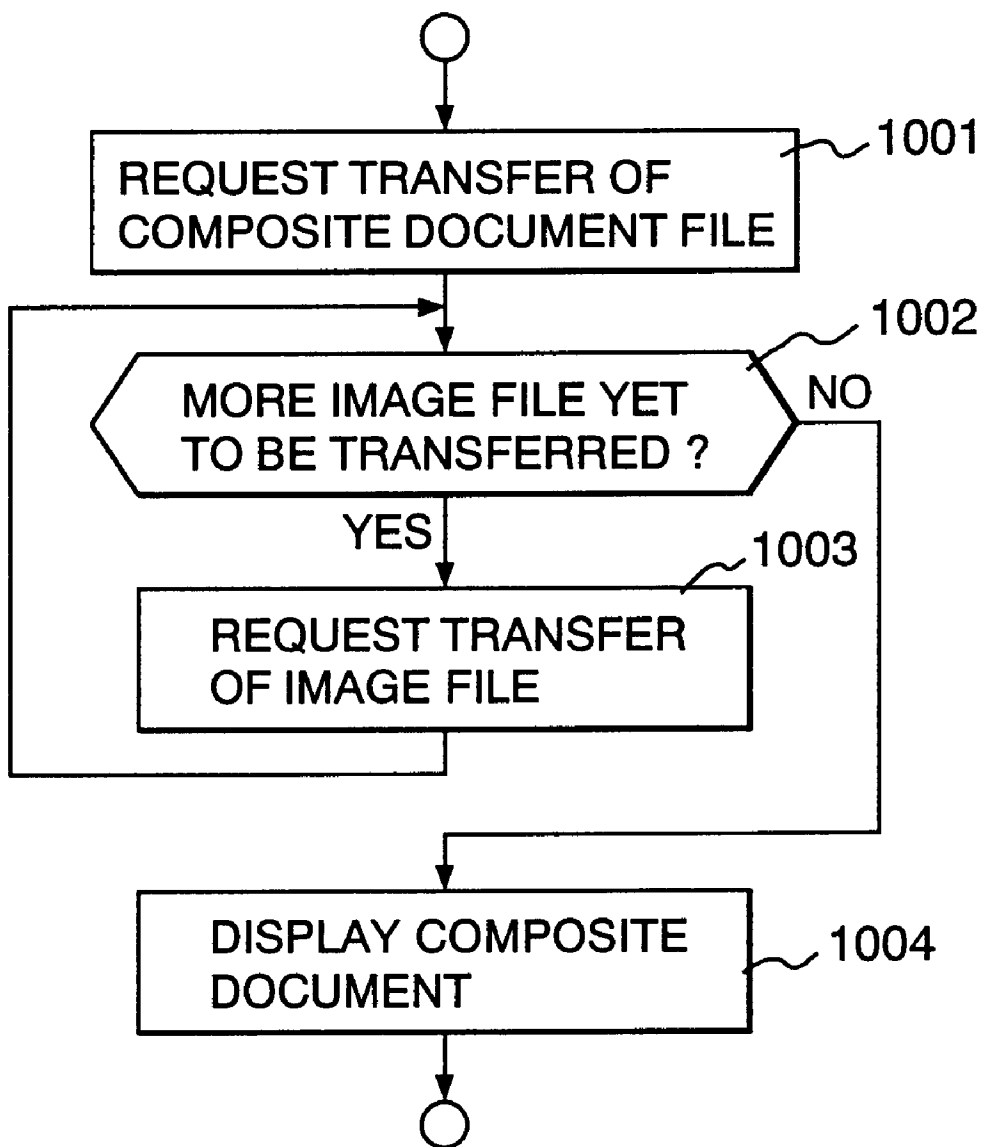 1001
REQUEST TRANSFER OF
COMPOSITE DOCUMENT FILE
1002
MORE IMAGE FILE YET
TO BE TRANSFERRED ?
NO
YES
1003
REQUEST TRANSFER
OF IMAGE FILE
DISPLAY COMPOSITE
DOCUMENT
1004